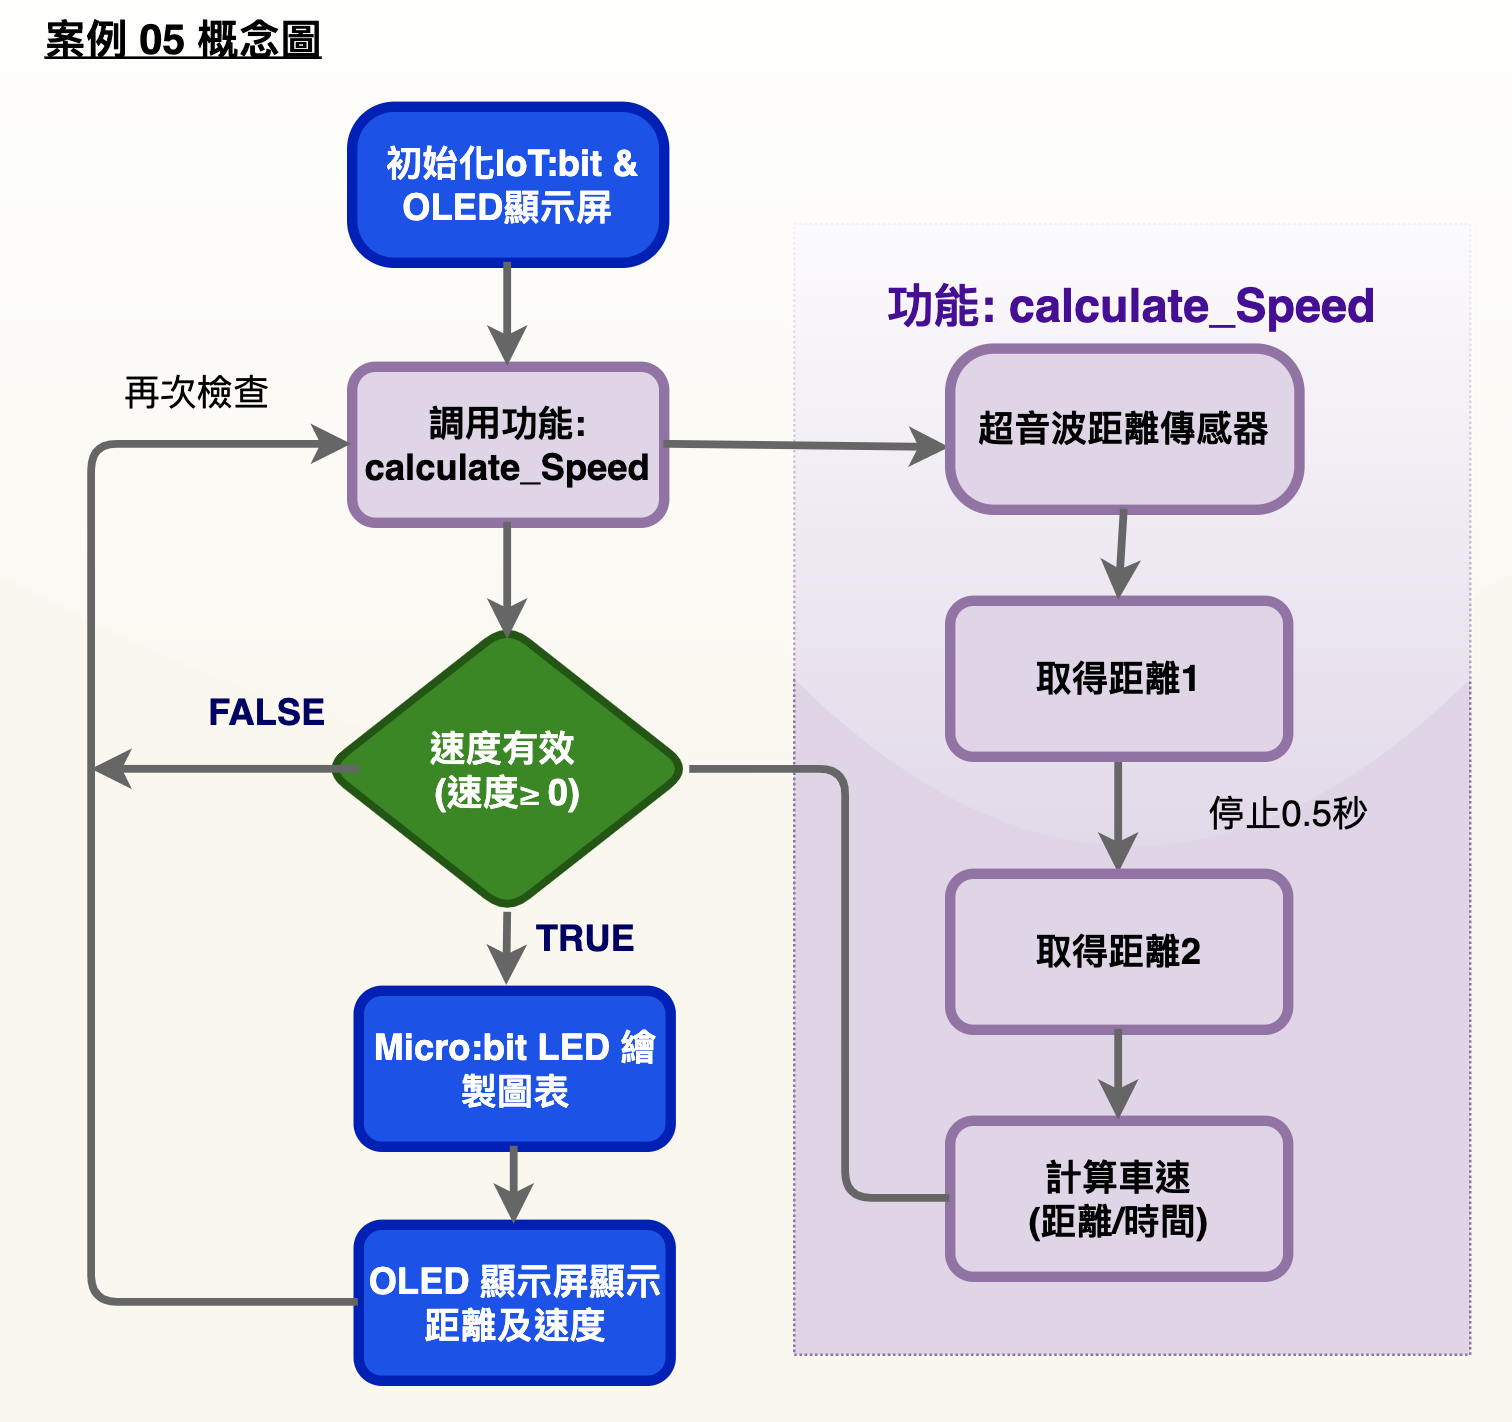 案例 05 概念圖
初始化IoT:bit &
OLED顯示屏
功能: calculate_Speed
再次檢查
調用功能:
calculate_Speed
超音波距離傳感器
取得距離1
FALSE
速度有效
(速度≥ 0)
停止0.5秒
TRUE
取得距離2
Micro:bit LED 繪
製圖表
計算車速
(距離/時間)
OLED 顯示屏顯示
距離及速度